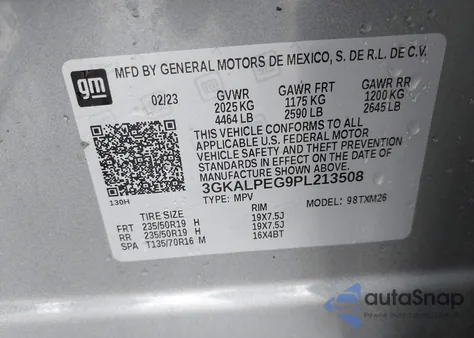 gm
MFD BY GENERAL MOTORS DE MEXICO, S. DE R.L. DE C.V.
02/23 GVWR GAWR FRT GAWR RR
2025 KG 1175 KG 1200 KG
4464 LB 2590 LB 2645 LB
THIS VEHICLE CONFORMS TO ALL
APPLICABLE U.S. FEDERAL MOTOR
VEHICLE SAFETY AND THEFT PREVENTION
STANDARDS IN EFFECT ON THE DATE OF
MANUFACTURE SHOWN ABOVE.
3GKALPEG9PL213508
130H TYPE: MPV MODEL: 98TXM26
TIRE SIZE RIM
FRT 235/50R19 H 19X7.5J
RR 235/50R19 H 19X7.5J
SPA T135/70R16 M 16X4BT
autoSnap